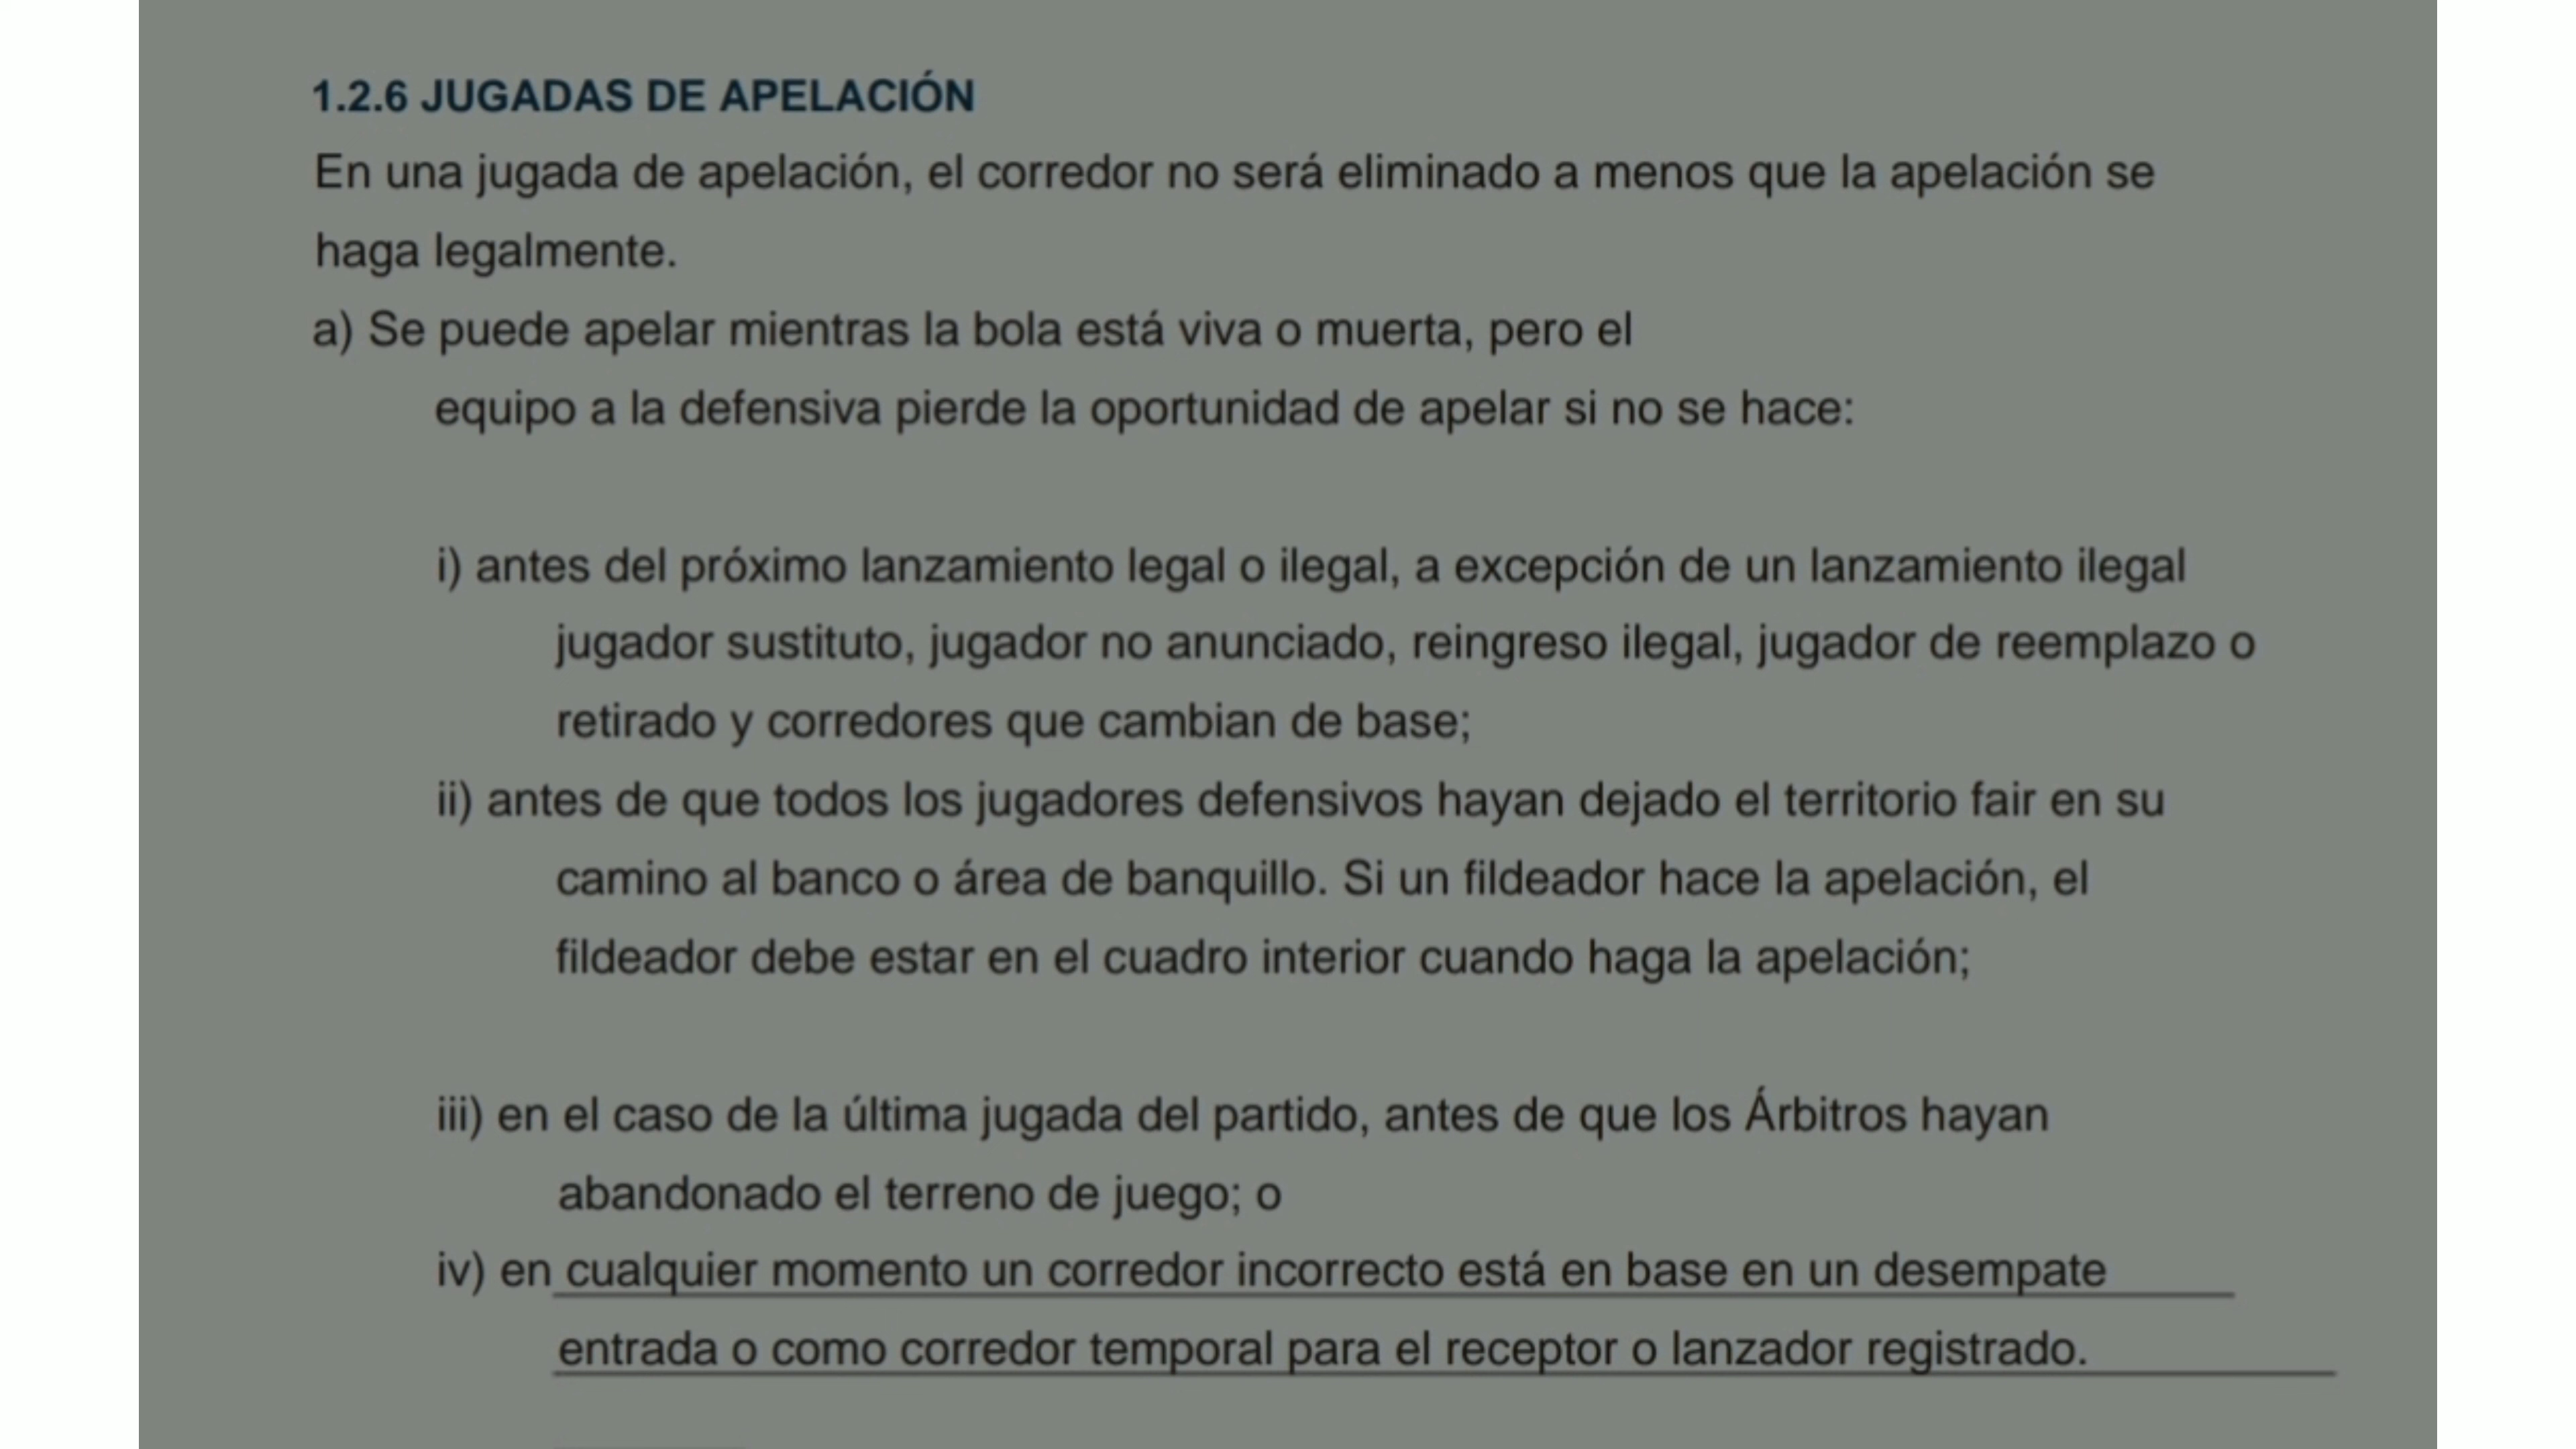 1.2.6 JUGADAS DE APELACIÓN
En una jugada de apelación, el corredor no será eliminado a menos que la apelación se
haga legalmente.
a) Se puede apelar mientras la bola está viva o muerta, pero el
equipo a la defensiva pierde la oportunidad de apelar si no se hace:
i) antes del próximo lanzamiento legal o ilegal, a excepción de un lanzamiento ilegal
jugador sustituto, jugador no anunciado, reingreso ilegal, jugador de reemplazo o
retirado y corredores que cambian de base;
ii) antes de que todos los jugadores defensivos hayan dejado el territorio fair en su
camino al banco o área de banquillo. Si un fildeador hace la apelación, el
fildeador debe estar en el cuadro interior cuando haga la apelación;
iii) en el caso de la última jugada del partido, antes de que los Árbitros hayan
abandonado el terreno de juego; o
iv) en cualquier momento un corredor incorrecto está en base en un desempate
entrada o como corredor temporal para el receptor o lanzador registrado.